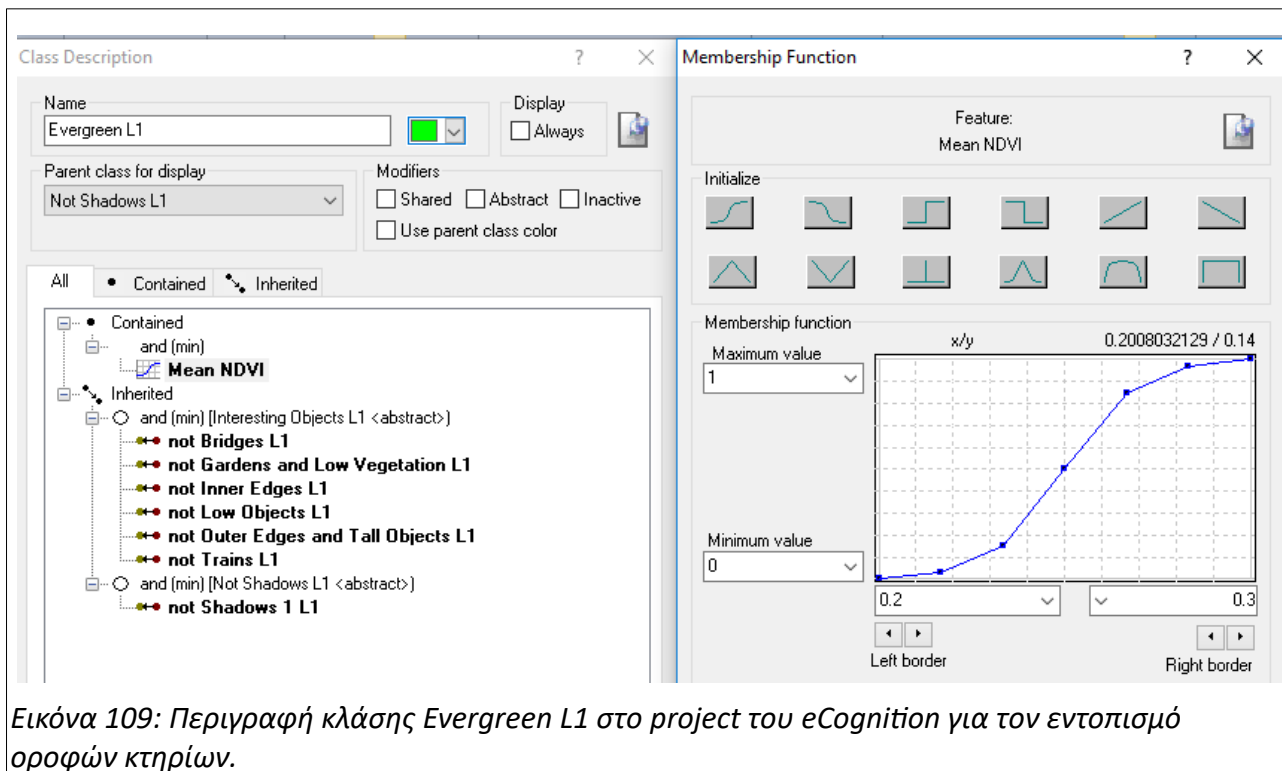 Class Description
?
Name
Evergreen L1
Display
Always
Parent class for display
Not Shadows L1
Modifiers
Shared
Abstract
Inactive
Use parent class color
All
Contained
Inherited
Contained
and (min)
Mean NDVI
Inherited
and (min) [Interesting Objects L1 <abstract>)
not Bridges L1
not Gardens and Low Vegetation L1
not Inner Edges L1
not Low Objects L1
not Outer Edges and Tall Objects L1
not Trains L1
and (min) [Not Shadows L1 <abstract>)
not Shadows 1 L1
Membership Function
?
Feature:
Mean NDVI
Initialize
Membership function
Maximum value
1
x/y
0.2008032129 / 0.14
Minimum value
0
0.2
0.3
Left border
Right border
Εικόνα 109: Περιγραφή κλάσης Evergreen L1 στο project του eCognition για τον εντοπισμό
οροφών κτηρίων.